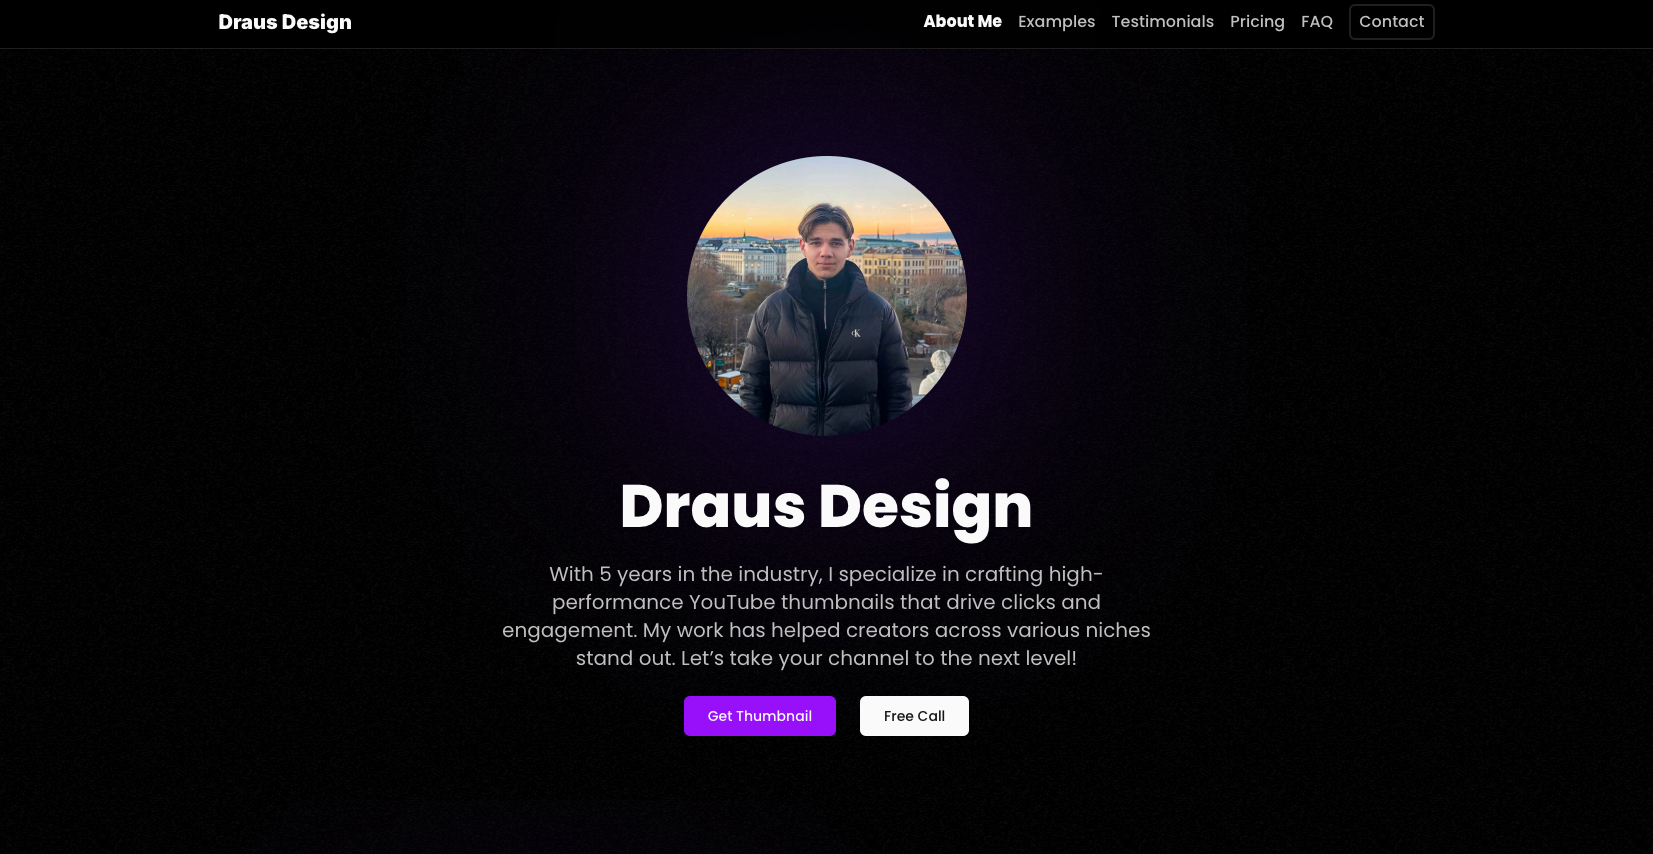 Draus Design
About Me Examples Testimonials Pricing FAQ Contact
CK
Draus Design
With 5 years in the industry, I specialize in crafting high-
performance YouTube thumbnails that drive clicks and
engagement. My work has helped creators across various niches
stand out. Let’s take your channel to the next level!
Get Thumbnail Free Call